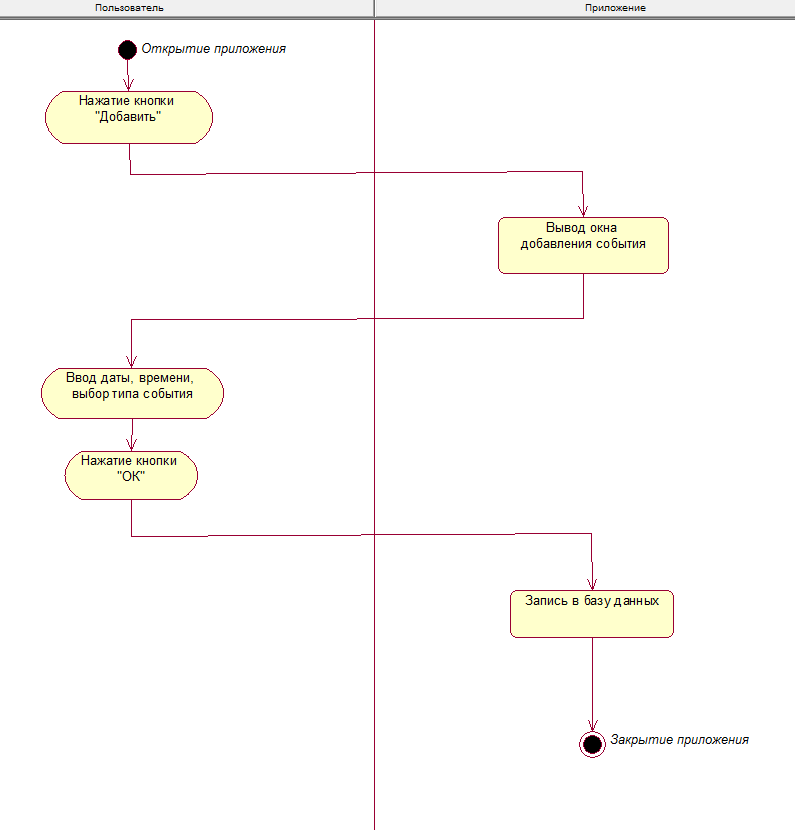 Пользователь
Приложение
Открытие приложения
Нажатие кнопки
"Добавить"
Вывод окна
добавления события
Ввод даты, времени,
выбор типа события
Нажатие кнопки
"ОК"
Запись в базу данных
Закрытие приложения